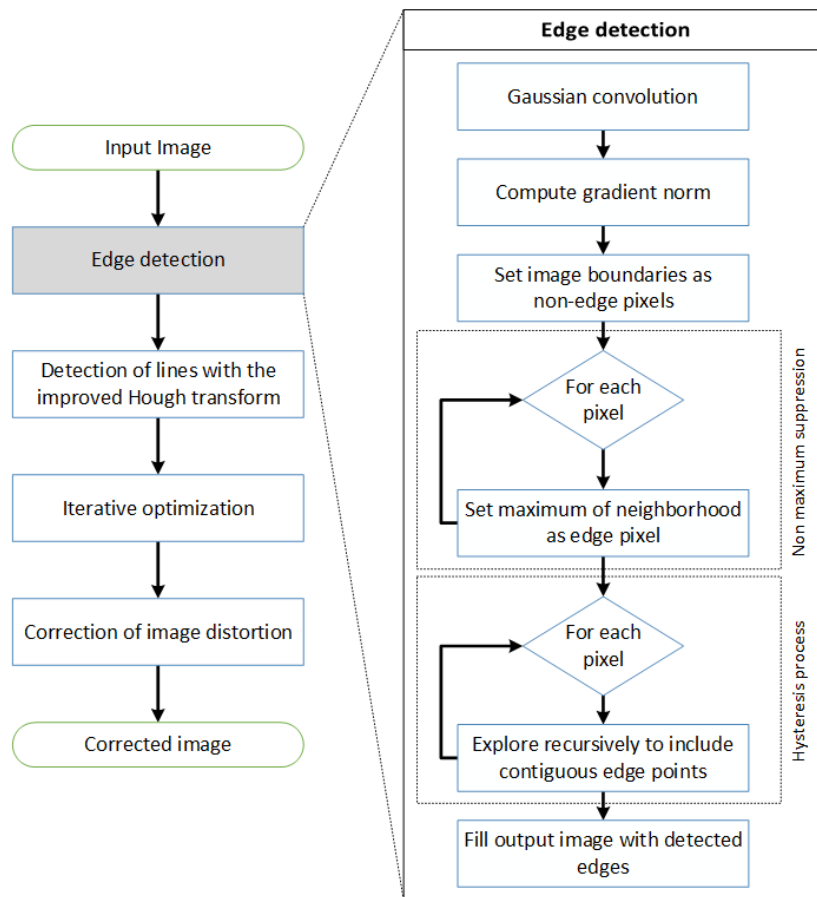 Input Image
Edge detection
Detection of lines with the
improved Hough transform
Iterative optimization
Correction of image distortion
Corrected image
Edge detection
Gaussian convolution
Compute gradient norm
Set image boundaries as
non-edge pixels
For each
pixel
Set maximum of neighborhood
as edge pixel
Non maximum suppression
For each
pixel
Explore recursively to include
contiguous edge points
Hysteresis process
Fill output image with detected
edges